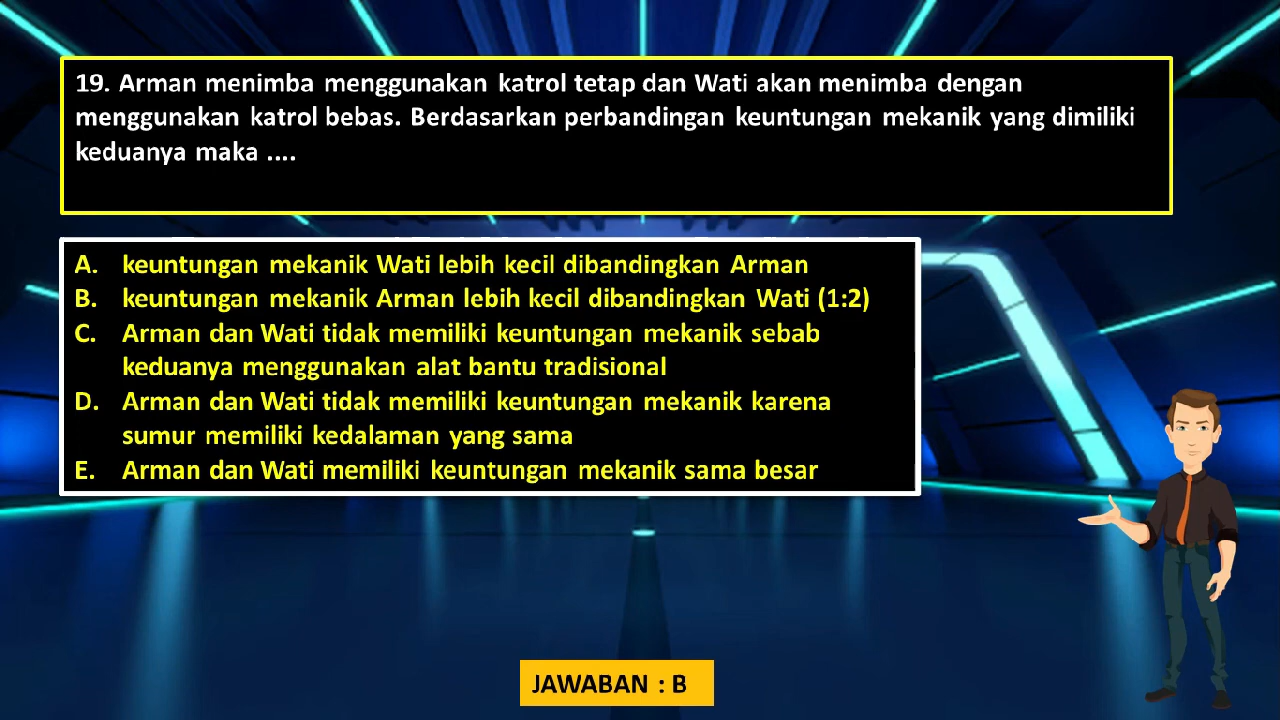 19. Arman menimba menggunakan katrol tetap dan Wati akan menimba dengan
menggunakan katrol bebas. Berdasarkan perbandingan keuntungan mekanik yang dimiliki
keduanya maka ....
A. keuntungan mekanik Wati lebih kecil dibandingkan Arman
B. keuntungan mekanik Arman lebih kecil dibandingkan Wati (1:2)
C. Arman dan Wati tidak memiliki keuntungan mekanik sebab
keduanya menggunakan alat bantu tradisional
D. Arman dan Wati tidak memiliki keuntungan mekanik karena
sumur memiliki kedalaman yang sama
E. Arman dan Wati memiliki keuntungan mekanik sama besar
JAWABAN : B